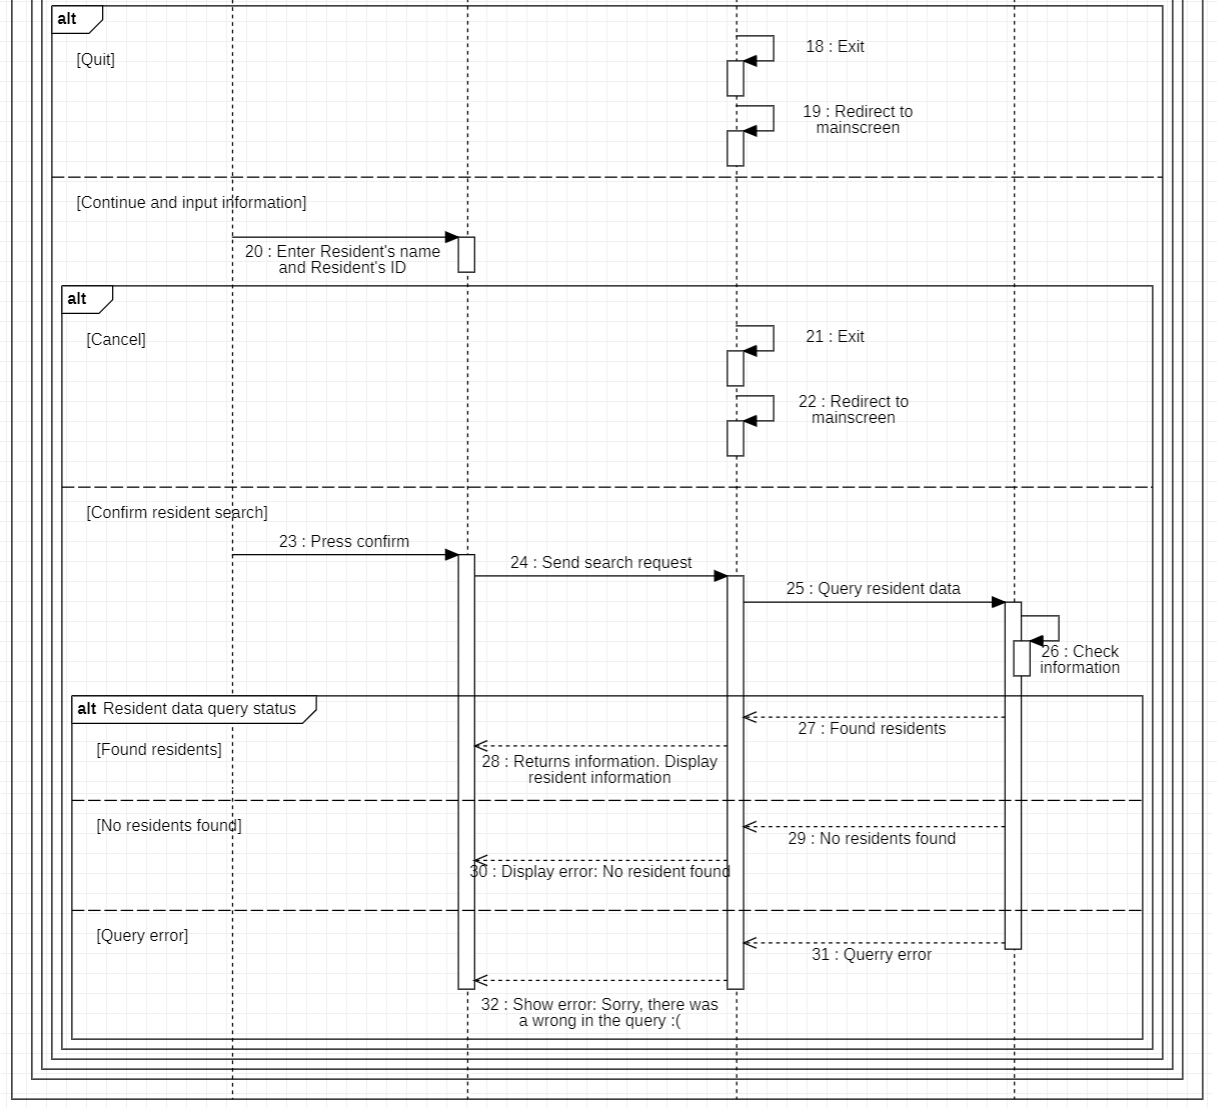 alt
[Quit]
18 : Exit
19 : Redirect to
mainscreen
[Continue and input information]
20 : Enter Resident's name
and Resident's ID
alt
[Cancel]
21 : Exit
22 : Redirect to
mainscreen
[Confirm resident search]
23 : Press confirm
24 : Send search request
25 : Query resident data
26 : Check
information
alt Resident data query status
27 : Found residents
[Found residents]
28 : Returns information. Display
resident information
[No residents found]
29 : No residents found
30 : Display error: No resident found
[Query error]
31 : Querry error
32 : Show error: Sorry, there was
a wrong in the query :(